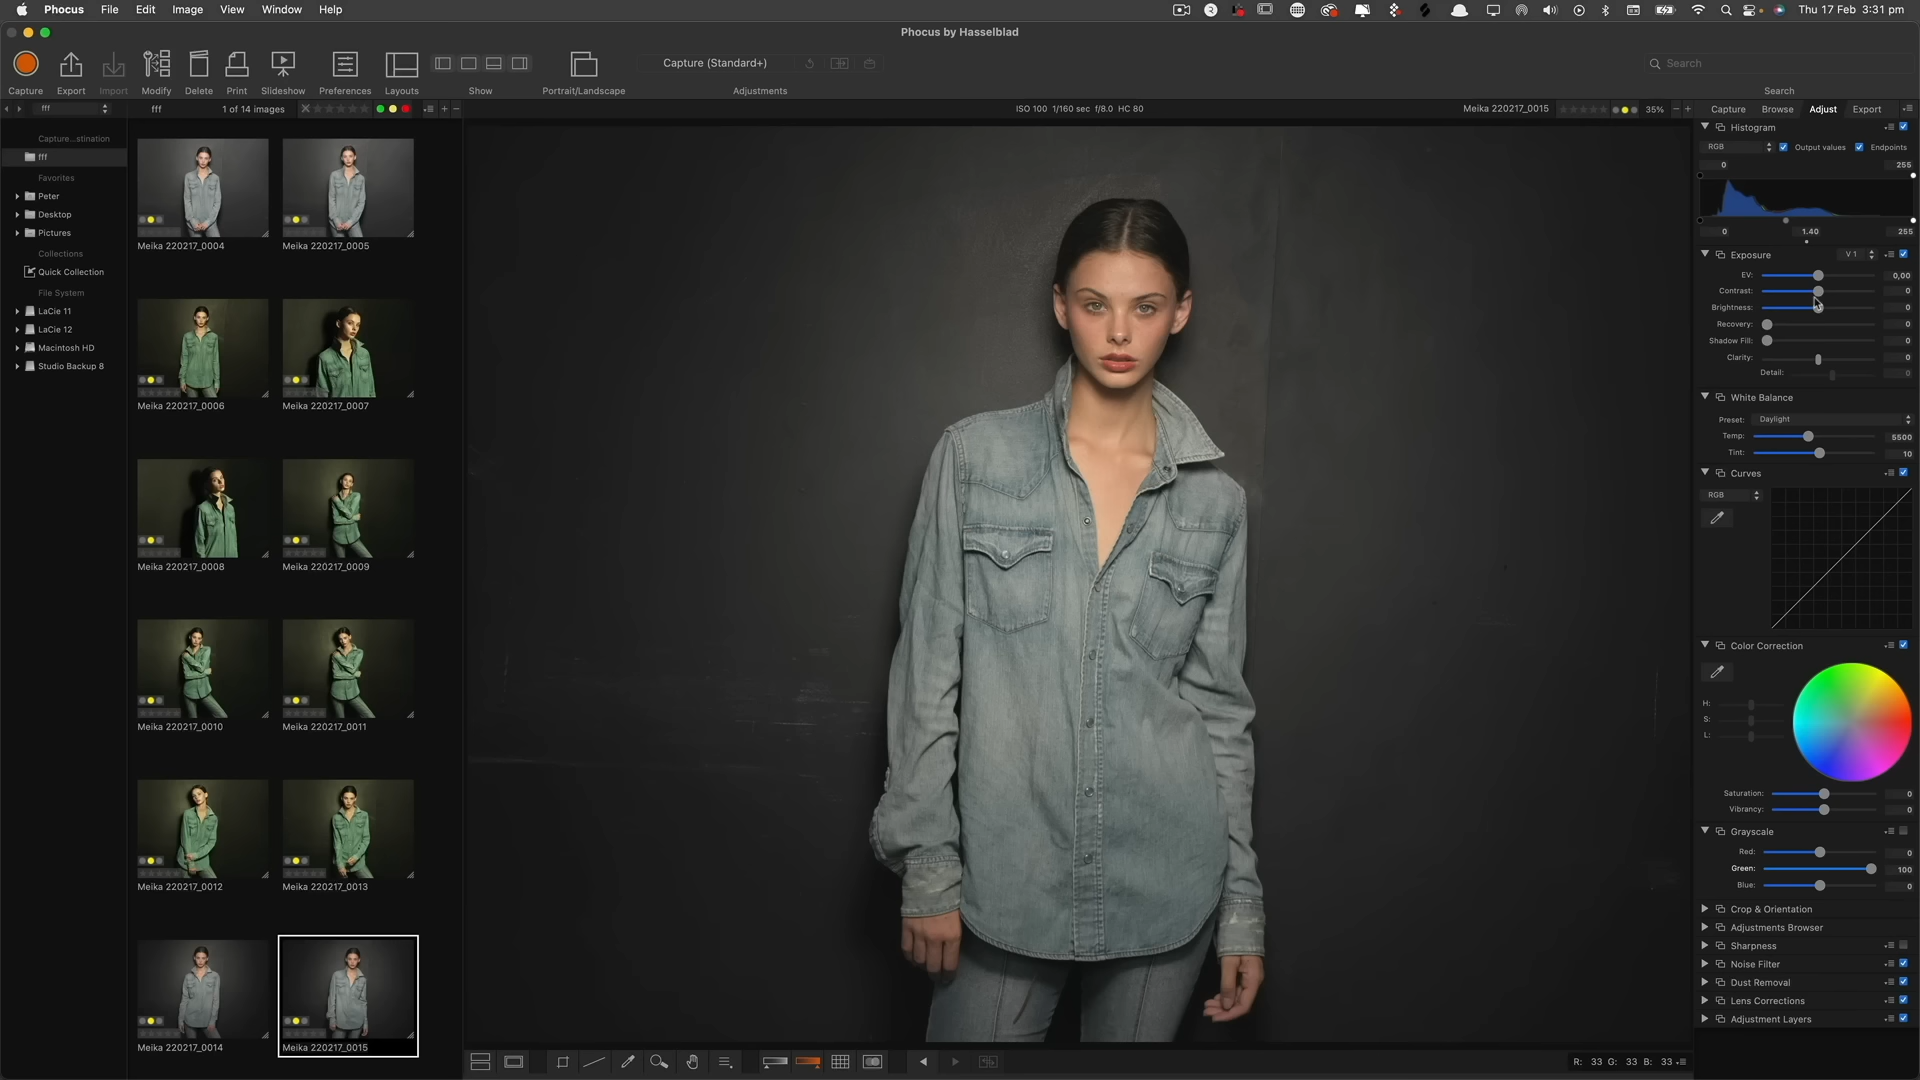 Phocus File Edit Image View Window Help
Thu 17 Feb 3:31 pm
Phocus by Hasselblad
Capture (Standard+)
Search
Capture Export Import Modify Delete Print Slideshow Preferences Layouts Show Portrait/Landscape Adjustments Search
fff fff 1 of 14 images ISO 100 1/160 sec f/8.0 HC 80 Meika 220217_0015 35% Capture Browse Adjust Export
Capture...stination
fff
Favorites
Peter
Desktop
Pictures
Collections
Quick Collection
File System
LaCie 11
LaCie 12
Macintosh HD
Studio Backup 8
Meika 220217_0004 Meika 220217_0005
Meika 220217_0006 Meika 220217_0007
Meika 220217_0008 Meika 220217_0009
Meika 220217_0010 Meika 220217_0011
Meika 220217_0012 Meika 220217_0013
Meika 220217_0014 Meika 220217_0015
Histogram
RGB Output values Endpoints
0 255
0 1.40 255
Exposure V 1
EV: 0,00
Contrast: 0
Brightness: 0
Recovery: 0
Shadow Fill: 0
Clarity: 0
Detail: 0
White Balance
Preset: Daylight
Temp: 5500
Tint: 10
Curves
RGB
Color Correction
H:
S:
L:
Saturation: 0
Vibrancy: 0
Grayscale
Red: 0
Green: 100
Blue: 0
Crop & Orientation
Adjustments Browser
Sharpness
Noise Filter
Dust Removal
Lens Corrections
Adjustment Layers
R: 33 G: 33 B: 33